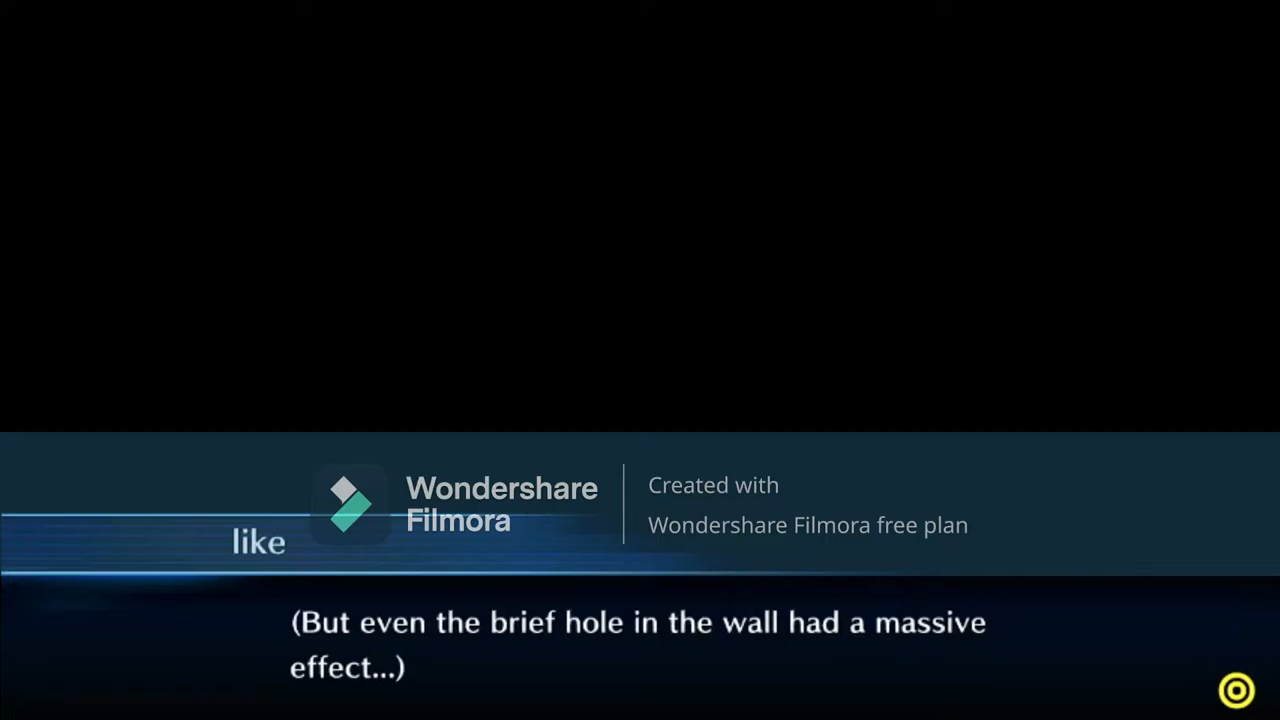 Wondershare
Filmora
Created with
Wondershare Filmora free plan
like
(But even the brief hole in the wall had a massive
effect...)